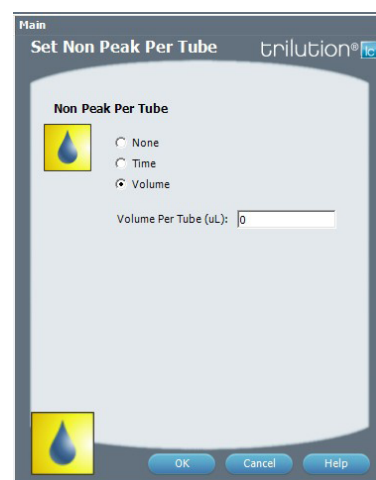 Main
Set Non Peak Per Tube trilution® lc
Non Peak Per Tube
None
Time
Volume
Volume Per Tube (uL): 0
OK Cancel Help